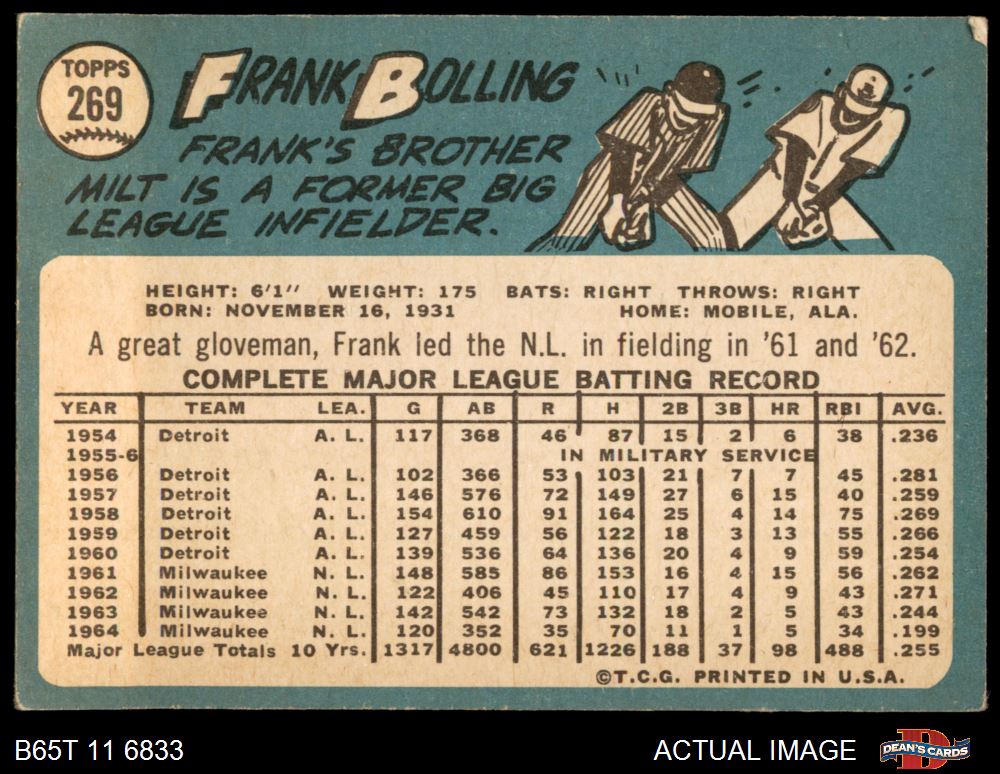 TOPPS
269
FRANK BOLLING
FRANK'S BROTHER
MILT IS A FORMER BIG
LEAGUE INFIELDER.
HEIGHT: 6'1" WEIGHT: 175 BATS: RIGHT THROWS: RIGHT
BORN: NOVEMBER 16, 1931 HOME: MOBILE, ALA.
A great gloveman, Frank led the N.L. in fielding in '61 and '62.
COMPLETE MAJOR LEAGUE BATTING RECORD
YEAR TEAM LEA. G AB R H 2B 3B HR RBI AVG.
1954 Detroit A. L. 117 368 46 87 15 2 6 38 .236
1955-6 IN MILITARY SERVICE
1956 Detroit A. L. 102 366 53 103 21 7 7 45 .281
1957 Detroit A. L. 146 576 72 149 27 6 15 40 .259
1958 Detroit A. L. 154 610 91 164 25 4 14 75 .269
1959 Detroit A. L. 127 459 56 122 18 3 13 55 .266
1960 Detroit A. L. 139 536 64 136 20 4 9 59 .254
1961 Milwaukee N. L. 148 585 86 153 16 4 15 56 .262
1962 Milwaukee N. L. 122 406 45 110 17 4 9 43 .271
1963 Milwaukee N. L. 142 542 73 132 18 2 5 43 .244
1964 Milwaukee N. L. 120 352 35 70 11 1 5 34 .199
Major League Totals 10 Yrs. 1317 4800 621 1226 188 37 98 488 .255
©T.C.G. PRINTED IN U.S.A.
B65T 11 6833 ACTUAL IMAGE DEAN'S CARDS